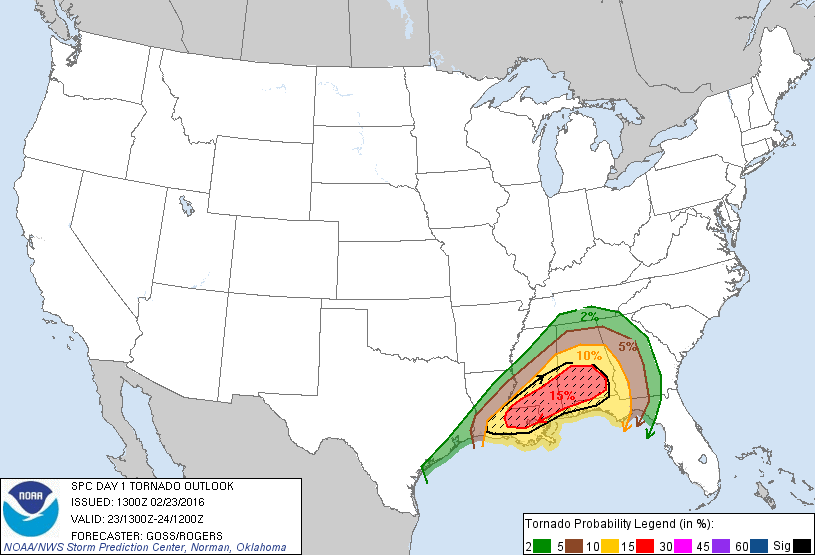 2%
5%
10%
15%
SPC DAY 1 TORNADO OUTLOOK
ISSUED: 1300Z 02/23/2016
VALID: 23/1300Z-24/1200Z
FORECASTER: GOSS/ROGERS
NOAA/NWS Storm Prediction Center, Norman, Oklahoma
NOAA
Tornado Probability Legend (in %):
2 5 10 15 30 45 60 Sig